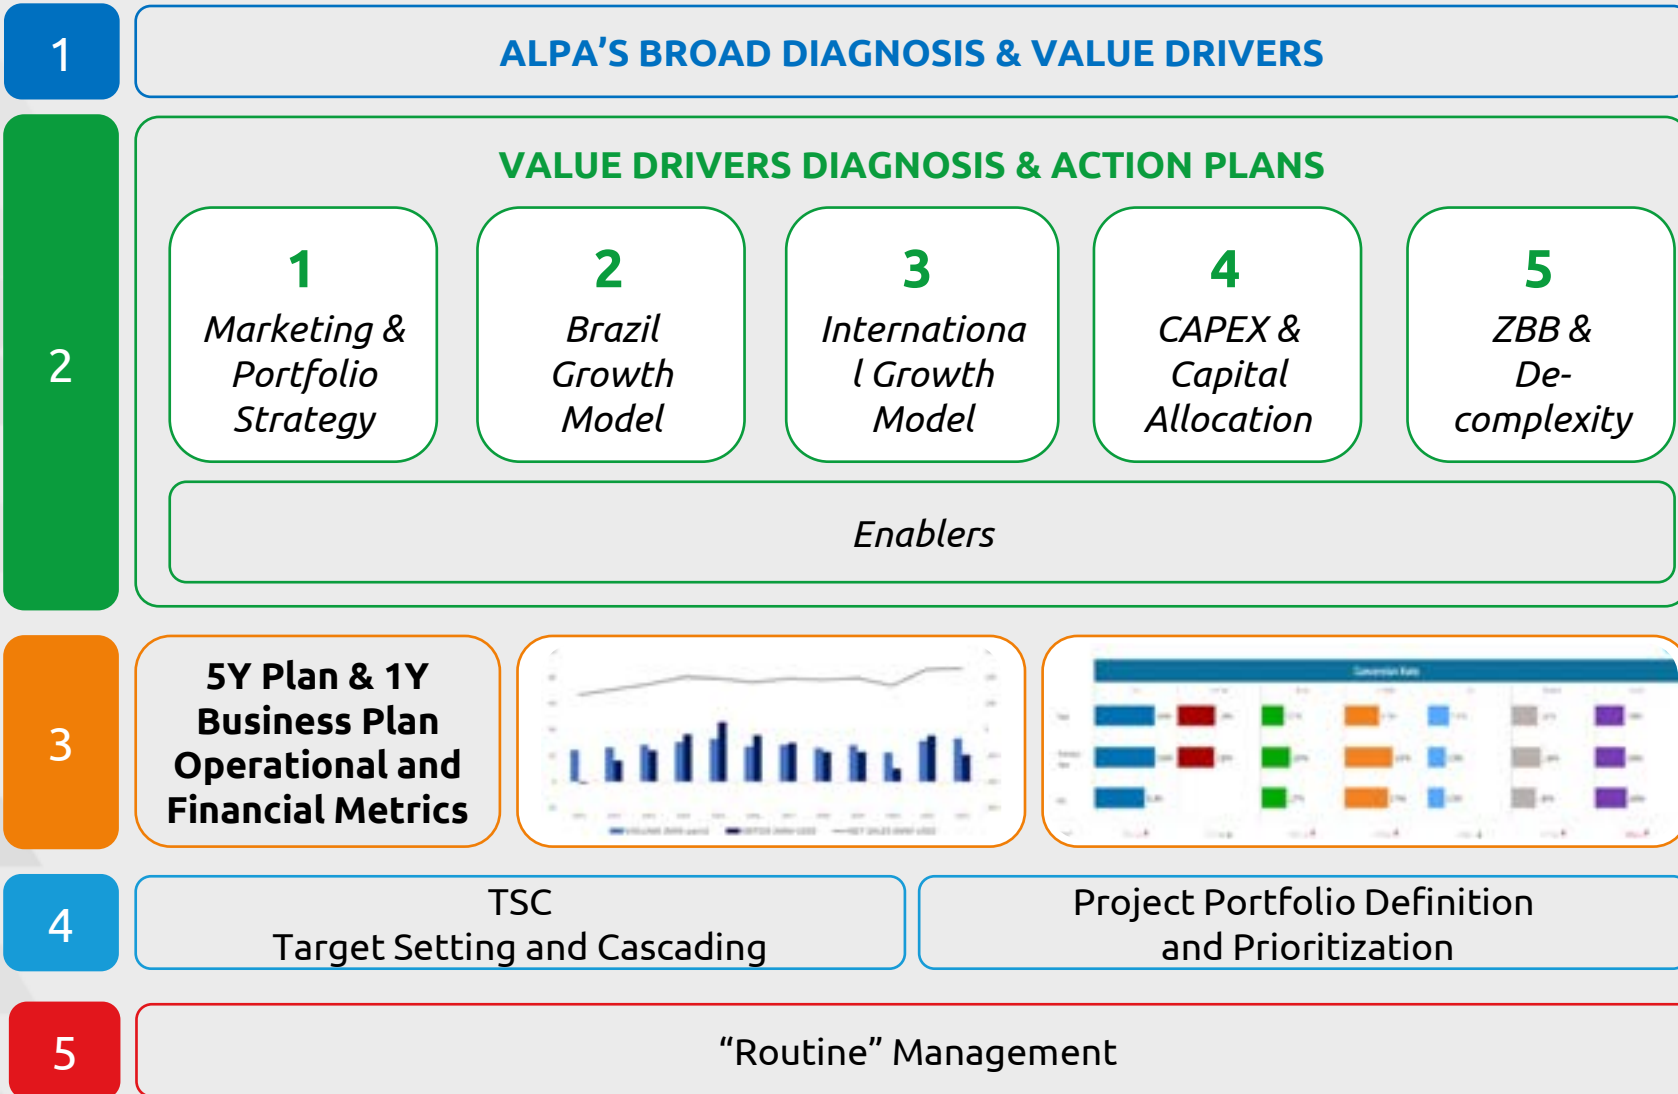 1
ALPA’S BROAD DIAGNOSIS & VALUE DRIVERS
2
VALUE DRIVERS DIAGNOSIS & ACTION PLANS
1
Marketing &
Portfolio
Strategy
2
Brazil
Growth
Model
3
Internationa
l Growth
Model
4
CAPEX &
Capital
Allocation
5
ZBB &
De-
complexity
Enablers
3
5Y Plan & 1Y
Business Plan
Operational and
Financial Metrics
Conversion Rate
4
TSC
Target Setting and Cascading
Project Portfolio Definition
and Prioritization
5
“Routine” Management